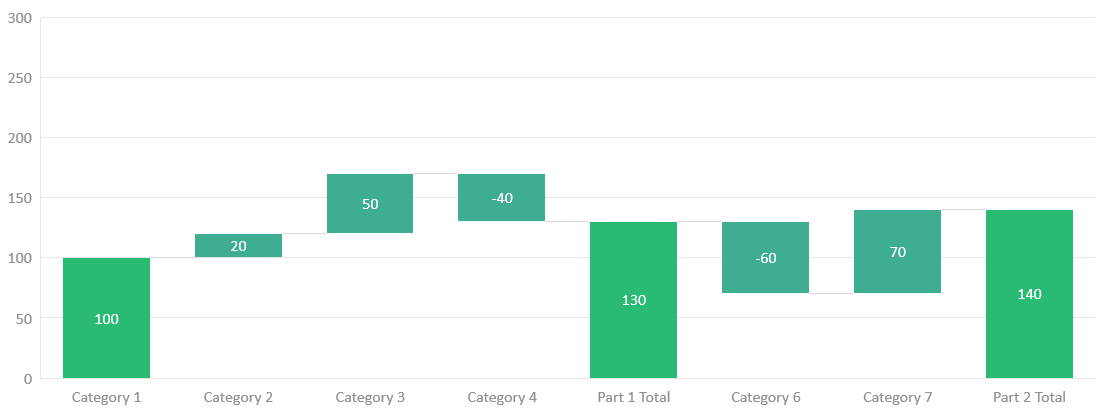 300
250
200
150
100
50
0
100
20
50
-40
130
-60
70
140
Category 1
Category 2
Category 3
Category 4
Part 1 Total
Category 6
Category 7
Part 2 Total